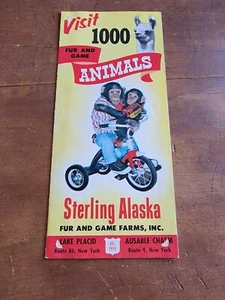 Visit
1000
FUR AND
GAME
ANIMALS
Sterling Alaska
FUR AND GAME FARMS, INC.
LAKE PLACID
Route 86, New York
AUSABLE CHASM
Route 9, New York